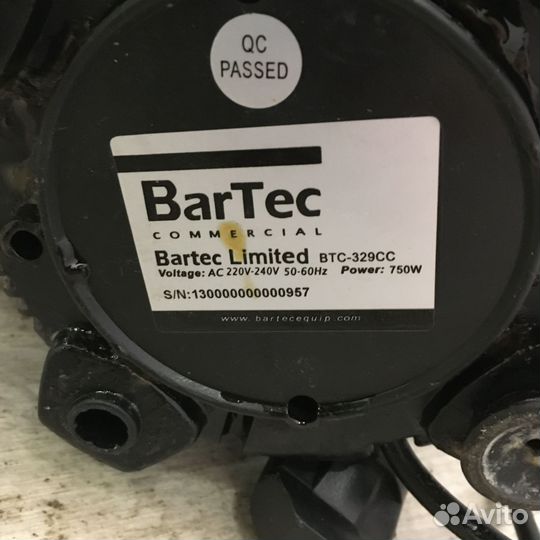 QC
PASSED
BarTec
COMMERCIAL
Bartec Limited BTC-329CC
Voltage: AC 220V-240V 50-60Hz Power: 750W
S/N:130000000000957
www.bartecequip.com
Avito